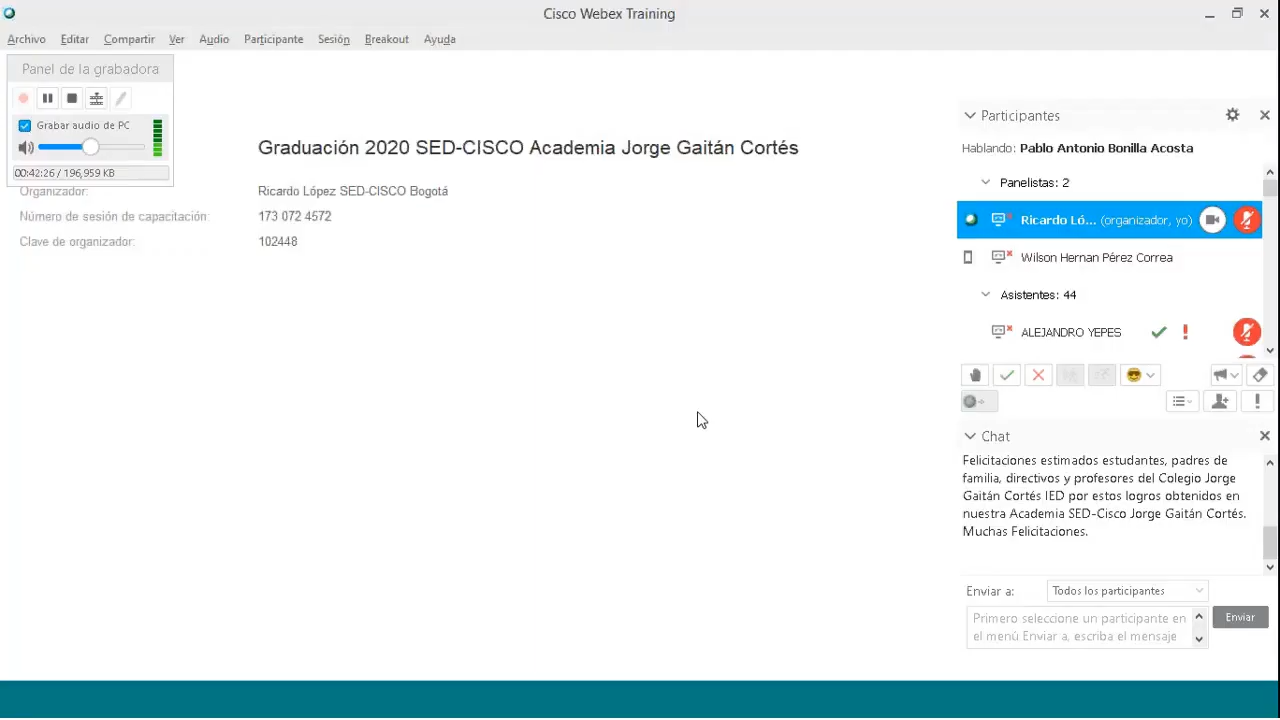 Cisco Webex Training
Archivo Editar Compartir Ver Audio Participante Sesión Breakout Ayuda
Panel de la grabadora
Grabar audio de PC
00:42:26 / 196,959 KB
Graduación 2020 SED-CISCO Academia Jorge Gaitán Cortés
Organizador: Ricardo López SED-CISCO Bogotá
Número de sesión de capacitación: 173 072 4572
Clave de organizador: 102448
Participantes
Hablando: Pablo Antonio Bonilla Acosta
Panelistas: 2
Ricardo Ló... (organizador, yo)
Wilson Hernan Pérez Correa
Asistentes: 44
ALEJANDRO YEPES
Chat
Felicitaciones estimados estudiantes, padres de
familia, directivos y profesores del Colegio Jorge
Gaitán Cortés IED por estos logros obtenidos en
nuestra Academia SED-Cisco Jorge Gaitán Cortés.
Muchas Felicitaciones.
Enviar a: Todos los participantes
Primero seleccione un participante en
el menú Enviar a, escriba el mensaje
Enviar